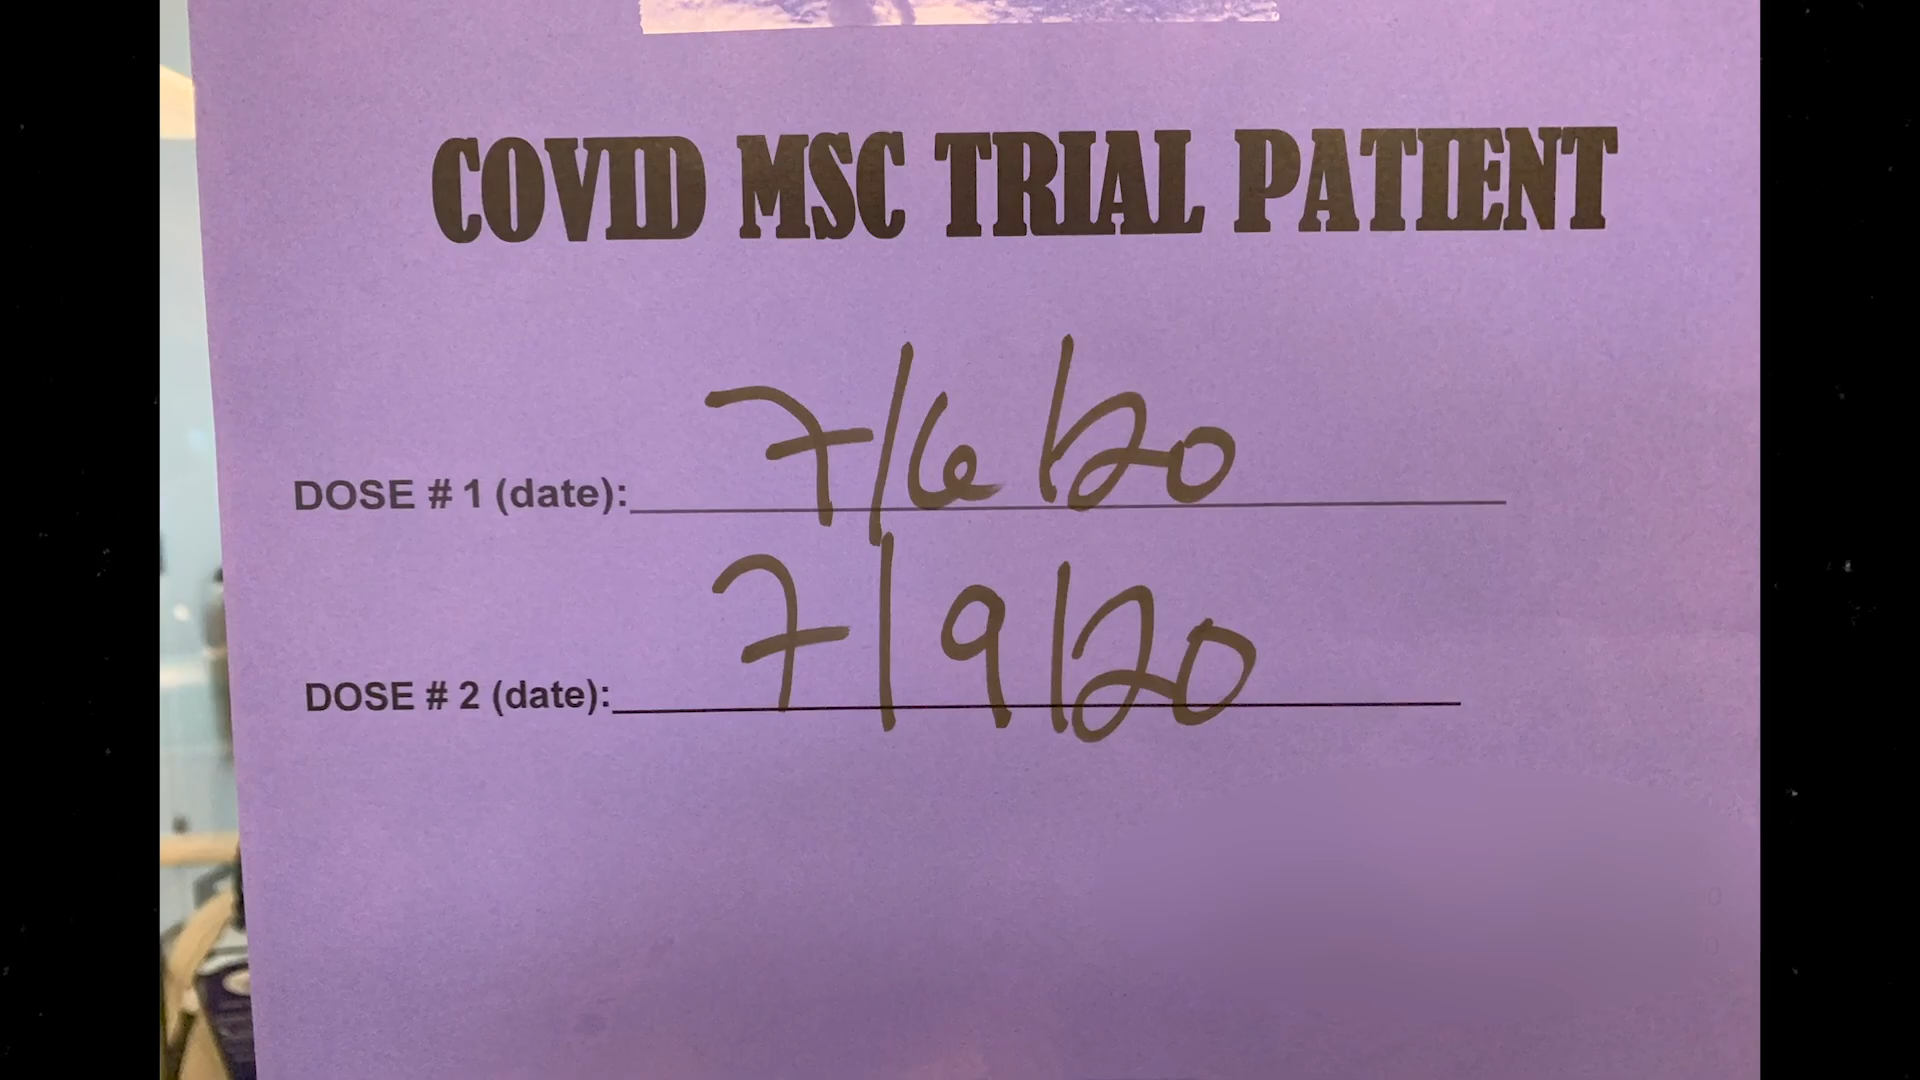 COVID MSC TRIAL PATIENT
DOSE # 1 (date): 7/6/20
DOSE # 2 (date): 7/9/20